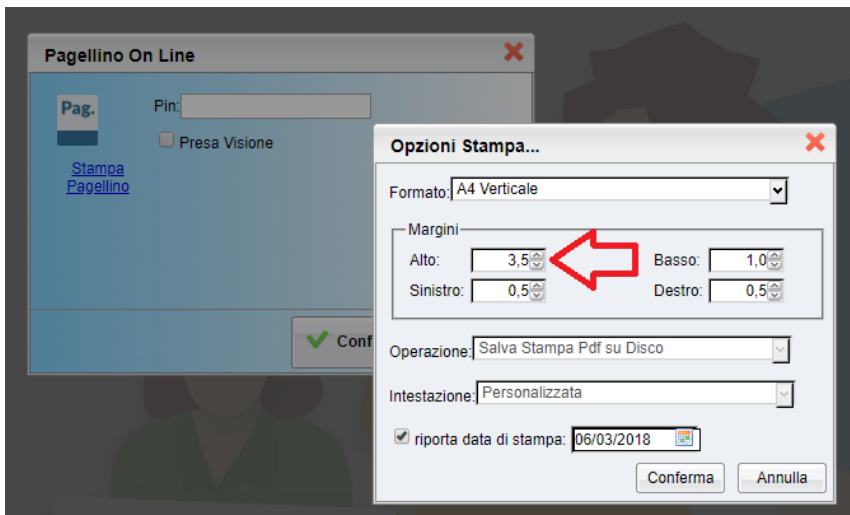 Pagellino On Line
Pag.
Pin:
Presa Visione
Stampa
Pagellino
Conf
Opzioni Stampa...
Formato: A4 Verticale
Margini
Alto: 3,5 Basso: 1,0
Sinistro: 0,5 Destro: 0,5
Operazione: Salva Stampa Pdf su Disco
Intestazione: Personalizzata
riporta data di stampa: 06/03/2018
Conferma Annulla